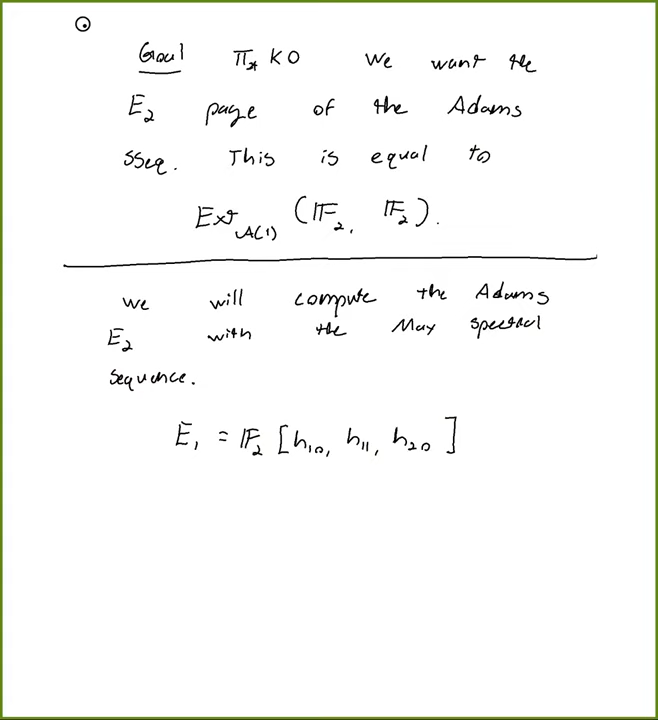 Goal π_* KO We want the
E_2 page of the Adams
sseq. This is equal to
Ext_{A(1)} (𝔽_2, 𝔽_2).
we will compute the Adams
E_2 with the May spectral
sequence.
E_1 = 𝔽_2 [h_{10}, h_{11}, h_{20}]